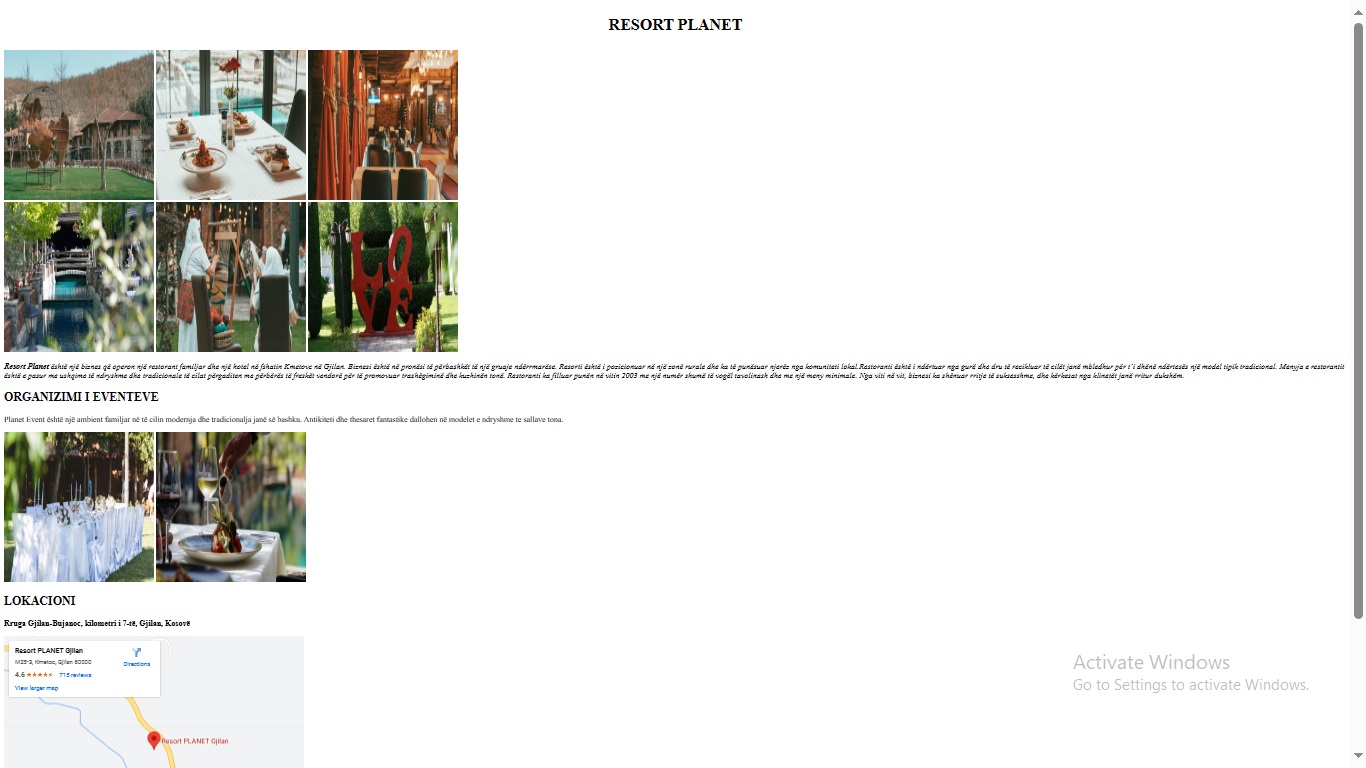 RESORT PLANET
LOVE
Resort Planet është një biznes që operon një restorant familjar dhe një hotel në fshatin Kmetovc në Gjilan. Biznesi është në pronësi të përbashkët të një gruaje ndërrmarëse. Resorti është i pozicionuar në një zonë rurale dhe ka të punësuar njerëz nga komuniteti lokal.Restoranti është i ndërtuar nga gurë dhe dru të recikluar të cilët janë mbledhur për t'i dhënë ndërtesës një model tipik tradicional. Menyja e restorantit
është e pasur me ushqime të ndryshme dhe tradicionale të cilat përgaditen me përbërës të freskët vendorë për të promovuar trashëgiminë dhe kuzhinën tonë. Restoranti ka filluar punën në vitin 2003 me një numër shumë të vogël tavolinash dhe me një meny minimale. Nga viti në vit, biznesi ka shënuar rritje të suksesshme, dhe kërkesat nga klinetët janë rritur dukshëm.
ORGANIZIMI I EVENTEVE
Planet Event është një ambient familjar në të cilin modernja dhe tradicionalja janë së bashku. Antikiteti dhe thesaret fantastike dallohen në modelet e ndryshme te sallave tona.
LOKACIONI
Rruga Gjilan-Bujanoc, kilometri i 7-të, Gjilan, Kosovë
Resort PLANET Gjilan
M25-3, Kmetoc, Gjilan 60000
Directions
4.6 715 reviews
View larger map
Resort PLANET Gjilan
Activate Windows
Go to Settings to activate Windows.